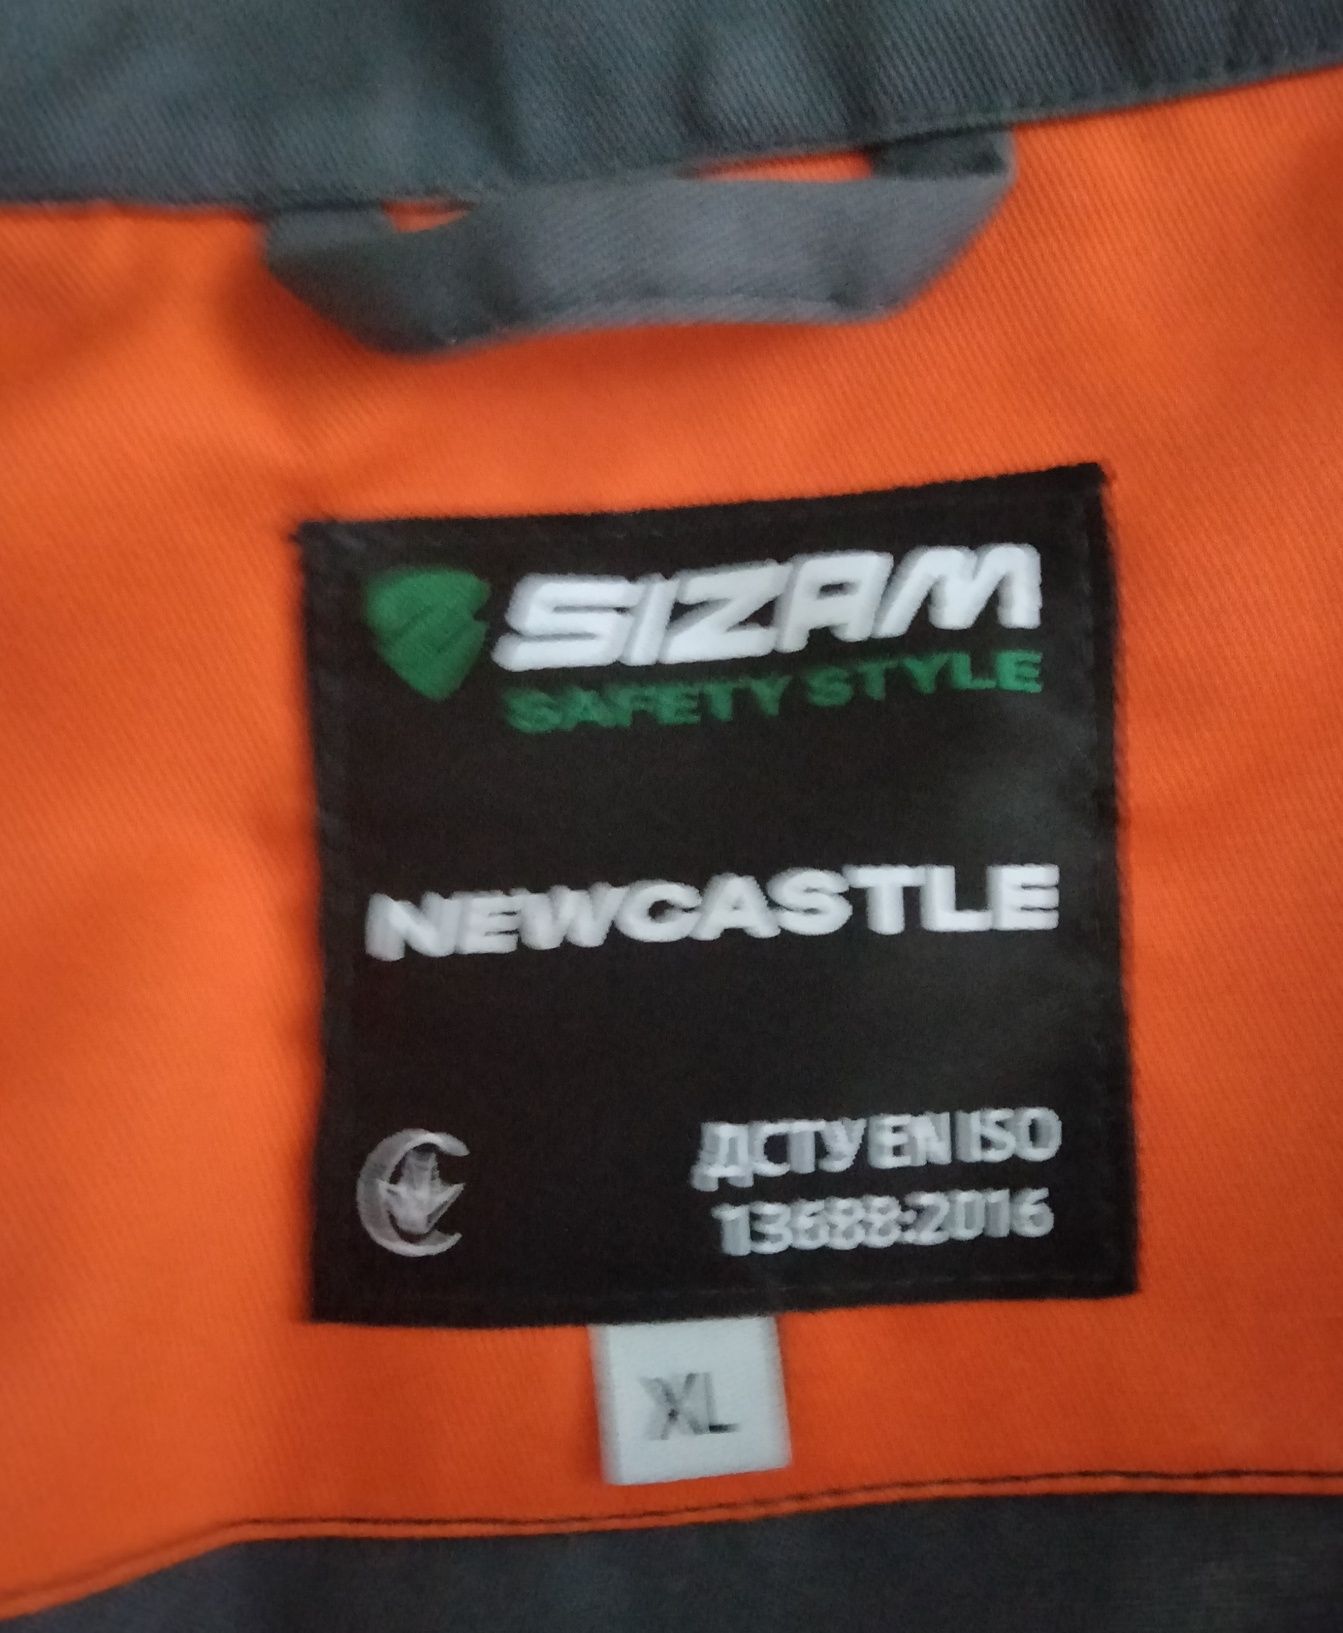 SIZAM
SAFETY STYLE
NEWCASTLE
ДСТУ EN ISO
13688:2016
XL